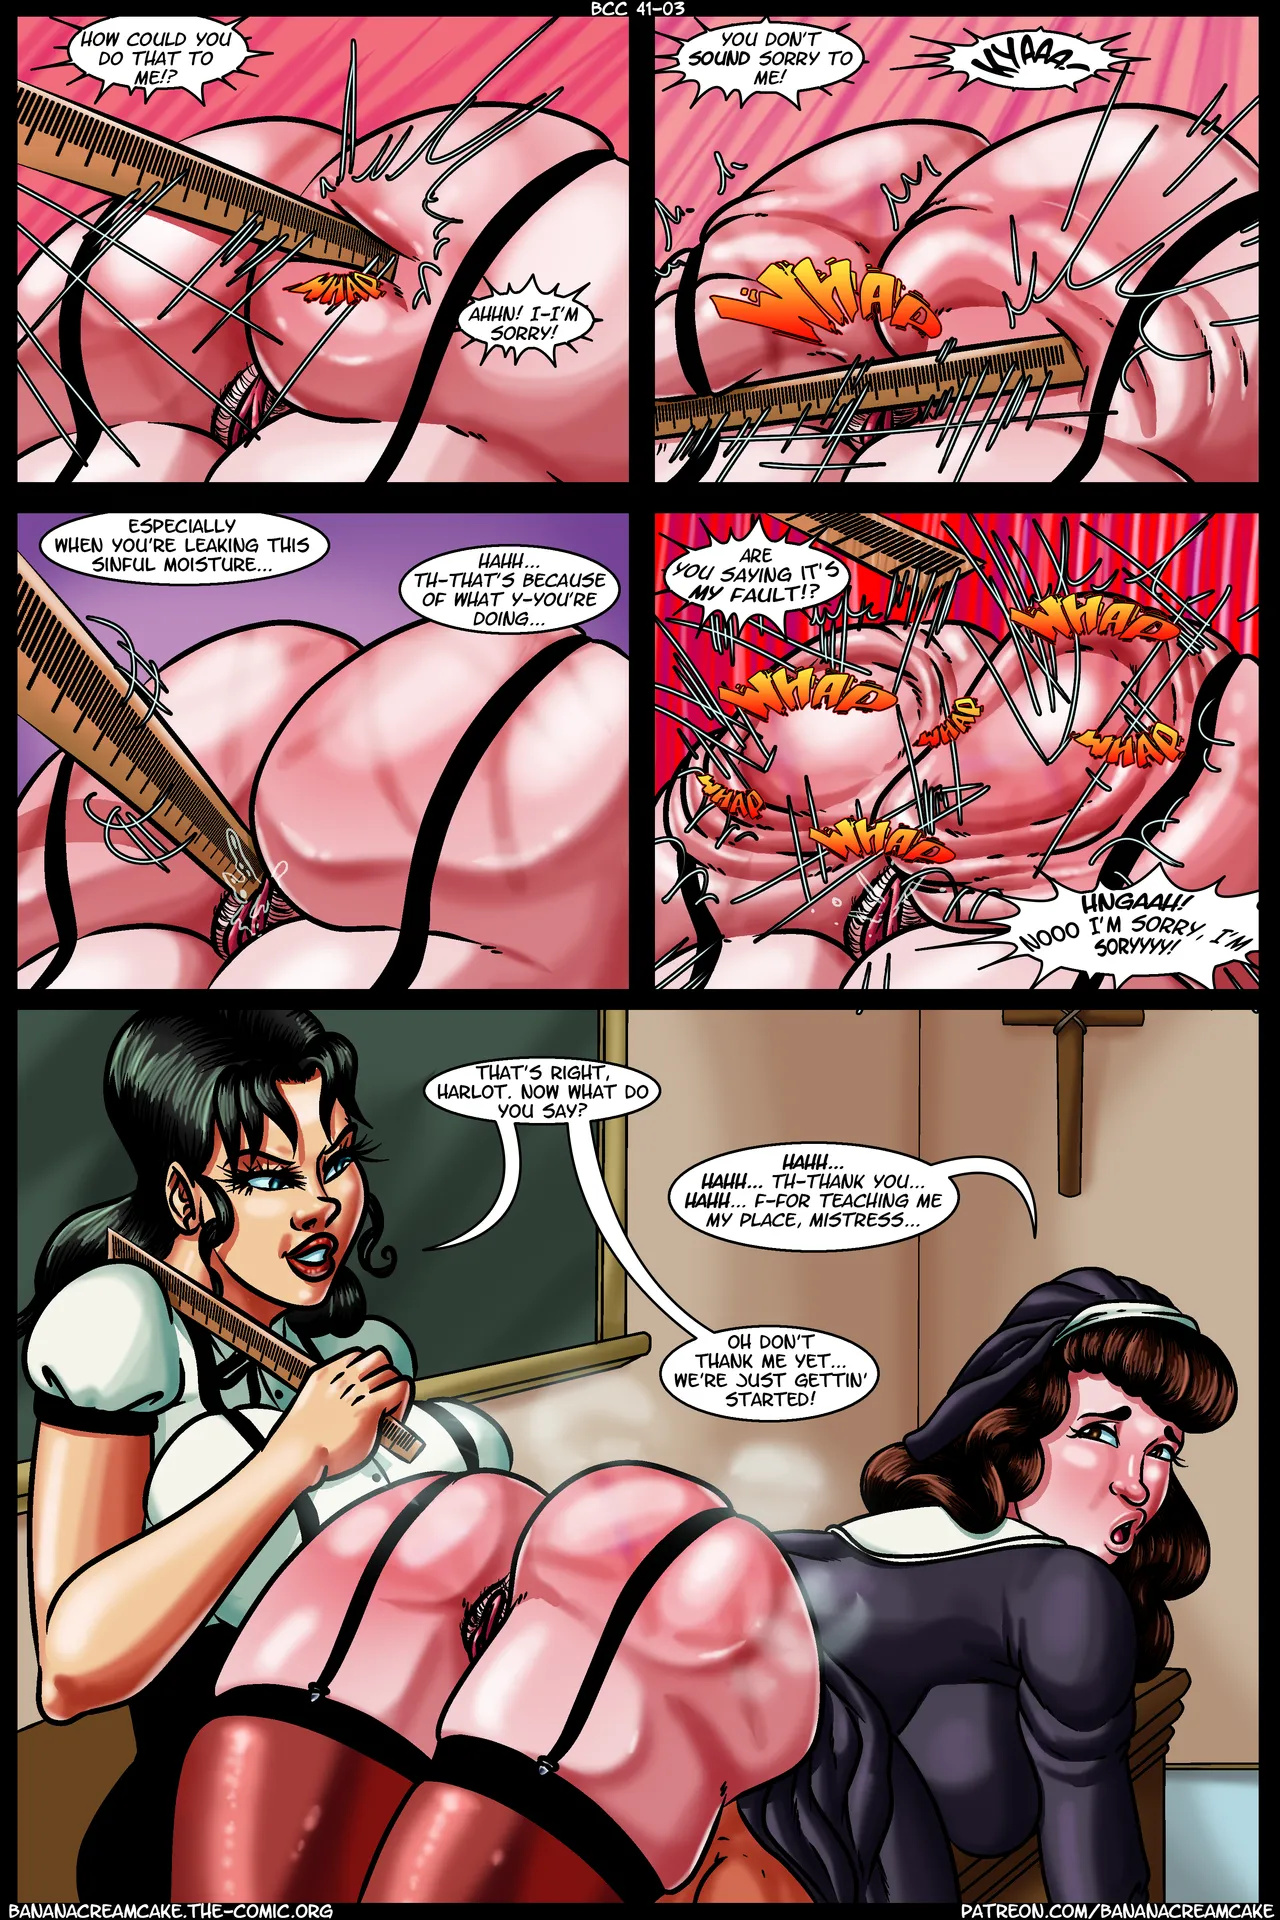 BCC 41-03
HOW COULD YOU
DO THAT TO
ME!?
WHAP
AHHN! I-I'M
SORRY!
YOU DON'T
SOUND SORRY TO
ME!
KYAAA-
WHAP
ESPECIALLY
WHEN YOU'RE LEAKING THIS
SINFUL MOISTURE...
HAHH...
TH-THAT'S BECAUSE
OF WHAT Y-YOU'RE
DOING...
ARE
YOU SAYING IT'S
MY FAULT!?
WHAP
WHAP
WHAP
WHAP
WHAP
WHAP
HNGAAH!
NOOO I'M SORRY, I'M
SORYYYY!
THAT'S RIGHT,
HARLOT. NOW WHAT DO
YOU SAY?
HAHH...
HAHH... TH-THANK YOU...
HAHH... F-FOR TEACHING ME
MY PLACE, MISTRESS...
OH DON'T
THANK ME YET...
WE'RE JUST GETTIN'
STARTED!
BANANACREAMCAKE.THE-COMIC.ORG
PATREON.COM/BANANACREAMCAKE